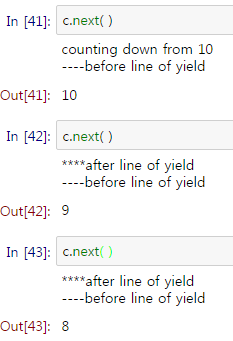 In [41]: c.next( )
counting down from 10
----before line of yield
Out[41]: 10
In [42]: c.next( )
****after line of yield
----before line of yield
Out[42]: 9
In [43]: c.next( )
****after line of yield
----before line of yield
Out[43]: 8